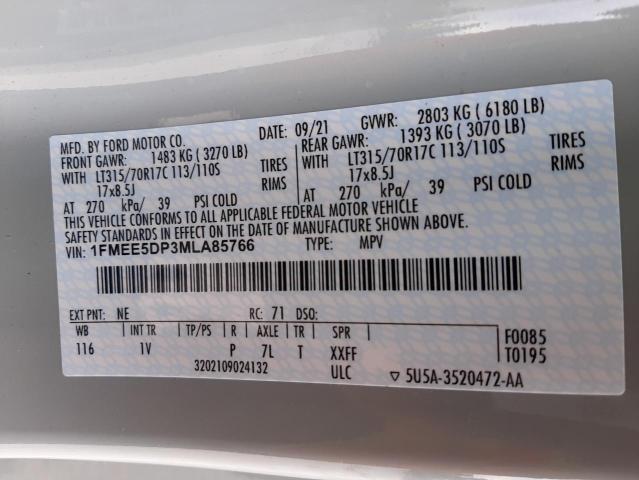 MFD. BY FORD MOTOR CO. DATE: 09/21 GVWR: 2803 KG ( 6180 LB)
FRONT GAWR: 1483 KG ( 3270 LB) REAR GAWR: 1393 KG ( 3070 LB)
WITH LT315/70R17C 113/110S TIRES WITH LT315/70R17C 113/110S TIRES
17x8.5J RIMS 17x8.5J RIMS
AT 270 kPa/ 39 PSI COLD AT 270 kPa/ 39 PSI COLD
THIS VEHICLE CONFORMS TO ALL APPLICABLE FEDERAL MOTOR VEHICLE
SAFETY STANDARDS IN EFFECT ON THE DATE OF MANUFACTURE SHOWN ABOVE.
VIN: 1FMEE5DP3MLA85766 TYPE: MPV
EXT PNT: NE RC: 71 DSO:
WB INT TR TP/PS R AXLE TR SPR F0085
116 1V P 7L T XXFF T0195
3202109024132 ULC ▽ 5U5A-3520472-AA